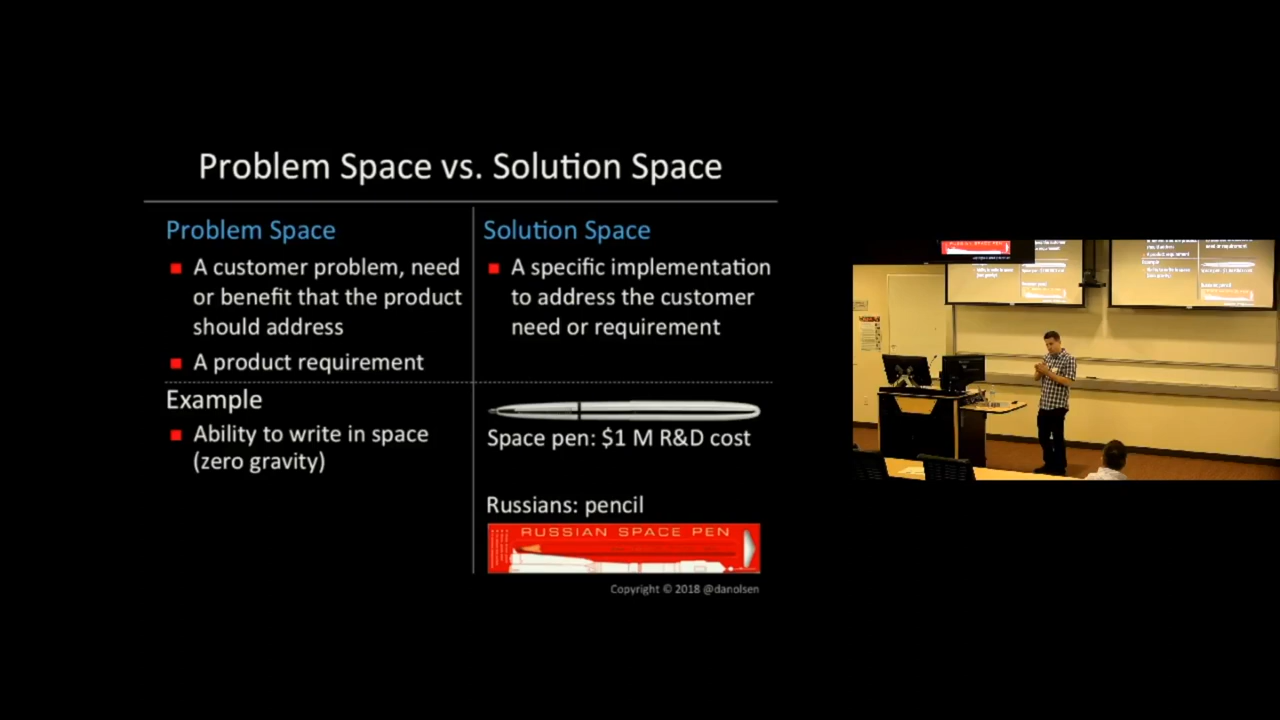 Problem Space vs. Solution Space
Problem Space
A customer problem, need
or benefit that the product
should address
A product requirement
Example
Ability to write in space
(zero gravity)
Solution Space
A specific implementation
to address the customer
need or requirement
Space pen: $1 M R&D cost
Russians: pencil
RUSSIAN SPACE PEN
Copyright © 2018 @danolsen